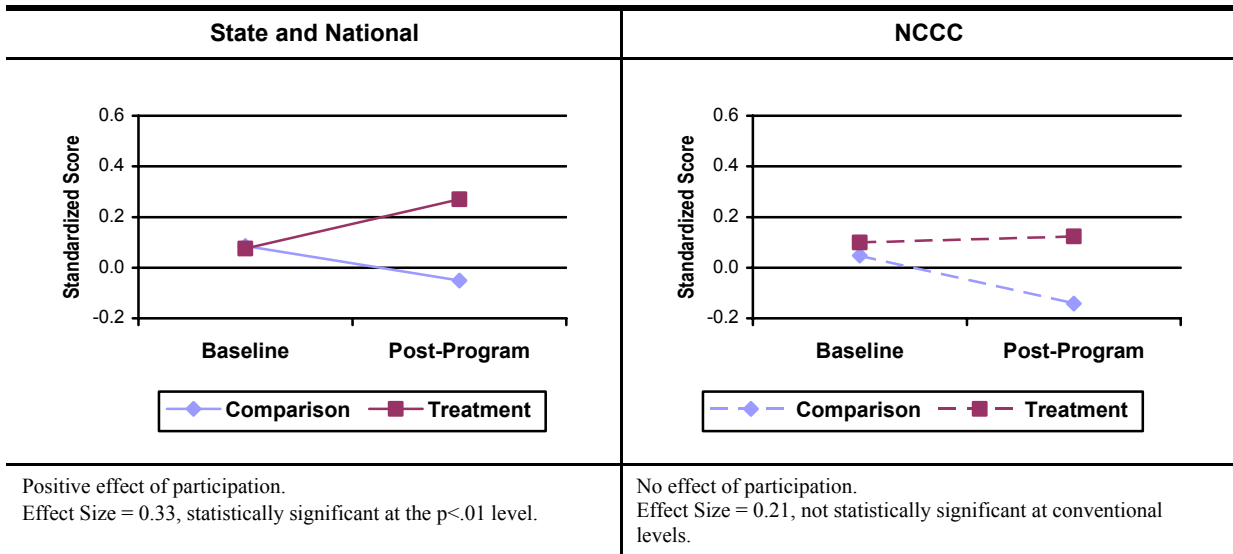 State and National
NCCC
Standardized Score
0.6
0.4
0.2
0.0
-0.2
Baseline
Post-Program
Comparison
Treatment
Standardized Score
0.6
0.4
0.2
0.0
-0.2
Baseline
Post-Program
Comparison
Treatment
Positive effect of participation.
Effect Size = 0.33, statistically significant at the p<.01 level.
No effect of participation.
Effect Size = 0.21, not statistically significant at conventional
levels.